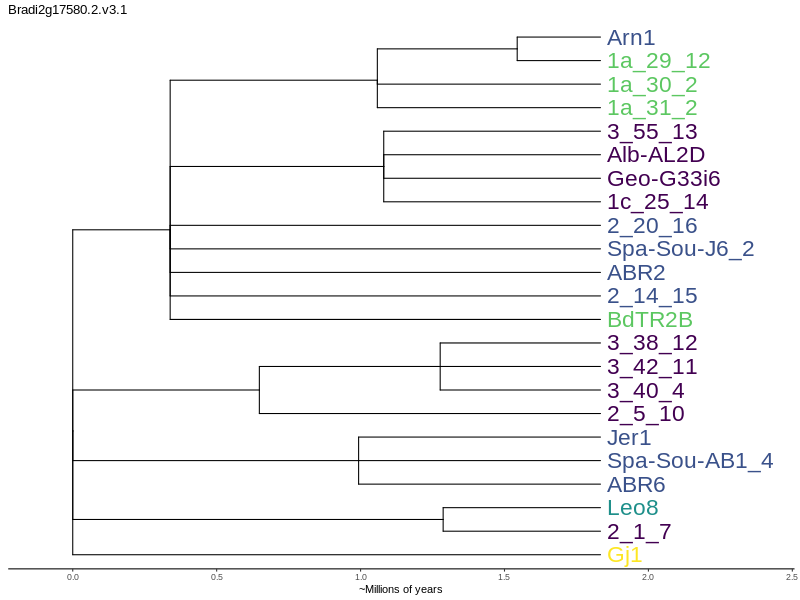 Bradi2g17580.2.v3.1
Arn1
1a_29_12
1a_30_2
1a_31_2
3_55_13
Alb-AL2D
Geo-G33i6
1c_25_14
2_20_16
Spa-Sou-J6_2
ABR2
2_14_15
BdTR2B
3_38_12
3_42_11
3_40_4
2_5_10
Jer1
Spa-Sou-AB1_4
ABR6
Leo8
2_1_7
Gj1
0.0 0.5 1.0 1.5 2.0 2.5
~Millions of years